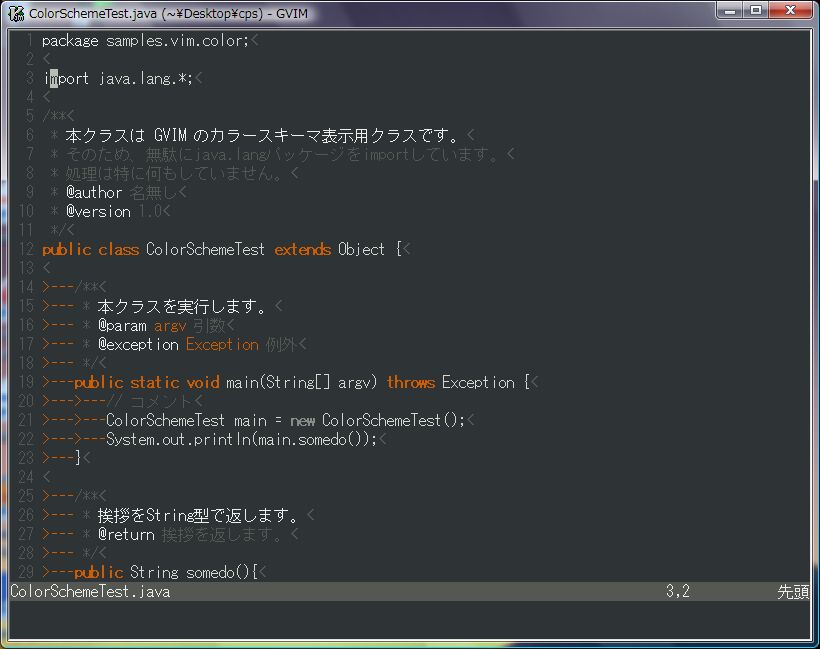 ColorSchemeTest.java (~¥Desktop¥cps) - GVIM
1 package samples.vim.color;<
2 <
3 import java.lang.*;<
4 <
5 /**<
6  * 本クラスは GVIM のカラースキーマ表示用クラスです。<
7  * そのため、無駄にjava.langパッケージをimportしています。<
8  * 処理は特に何もしていません。<
9  * @author 名無し<
10  * @version 1.0<
11  */<
12 public class ColorSchemeTest extends Object {<
13 <
14 >---/**<
15 >--- * 本クラスを実行します。<
16 >--- * @param argv 引数<
17 >--- * @exception Exception 例外<
18 >--- */<
19 >---public static void main(String[] argv) throws Exception {<
20 >--->---// コメント<
21 >--->---ColorSchemeTest main = new ColorSchemeTest();<
22 >--->---System.out.println(main.somedo());<
23 >---}<
24 <
25 >---/**<
26 >--- * 挨拶をString型で返します。<
27 >--- * @return 挨拶を返します。<
28 >--- */<
29 >---public String somedo(){<
ColorSchemeTest.java 3,2 先頭